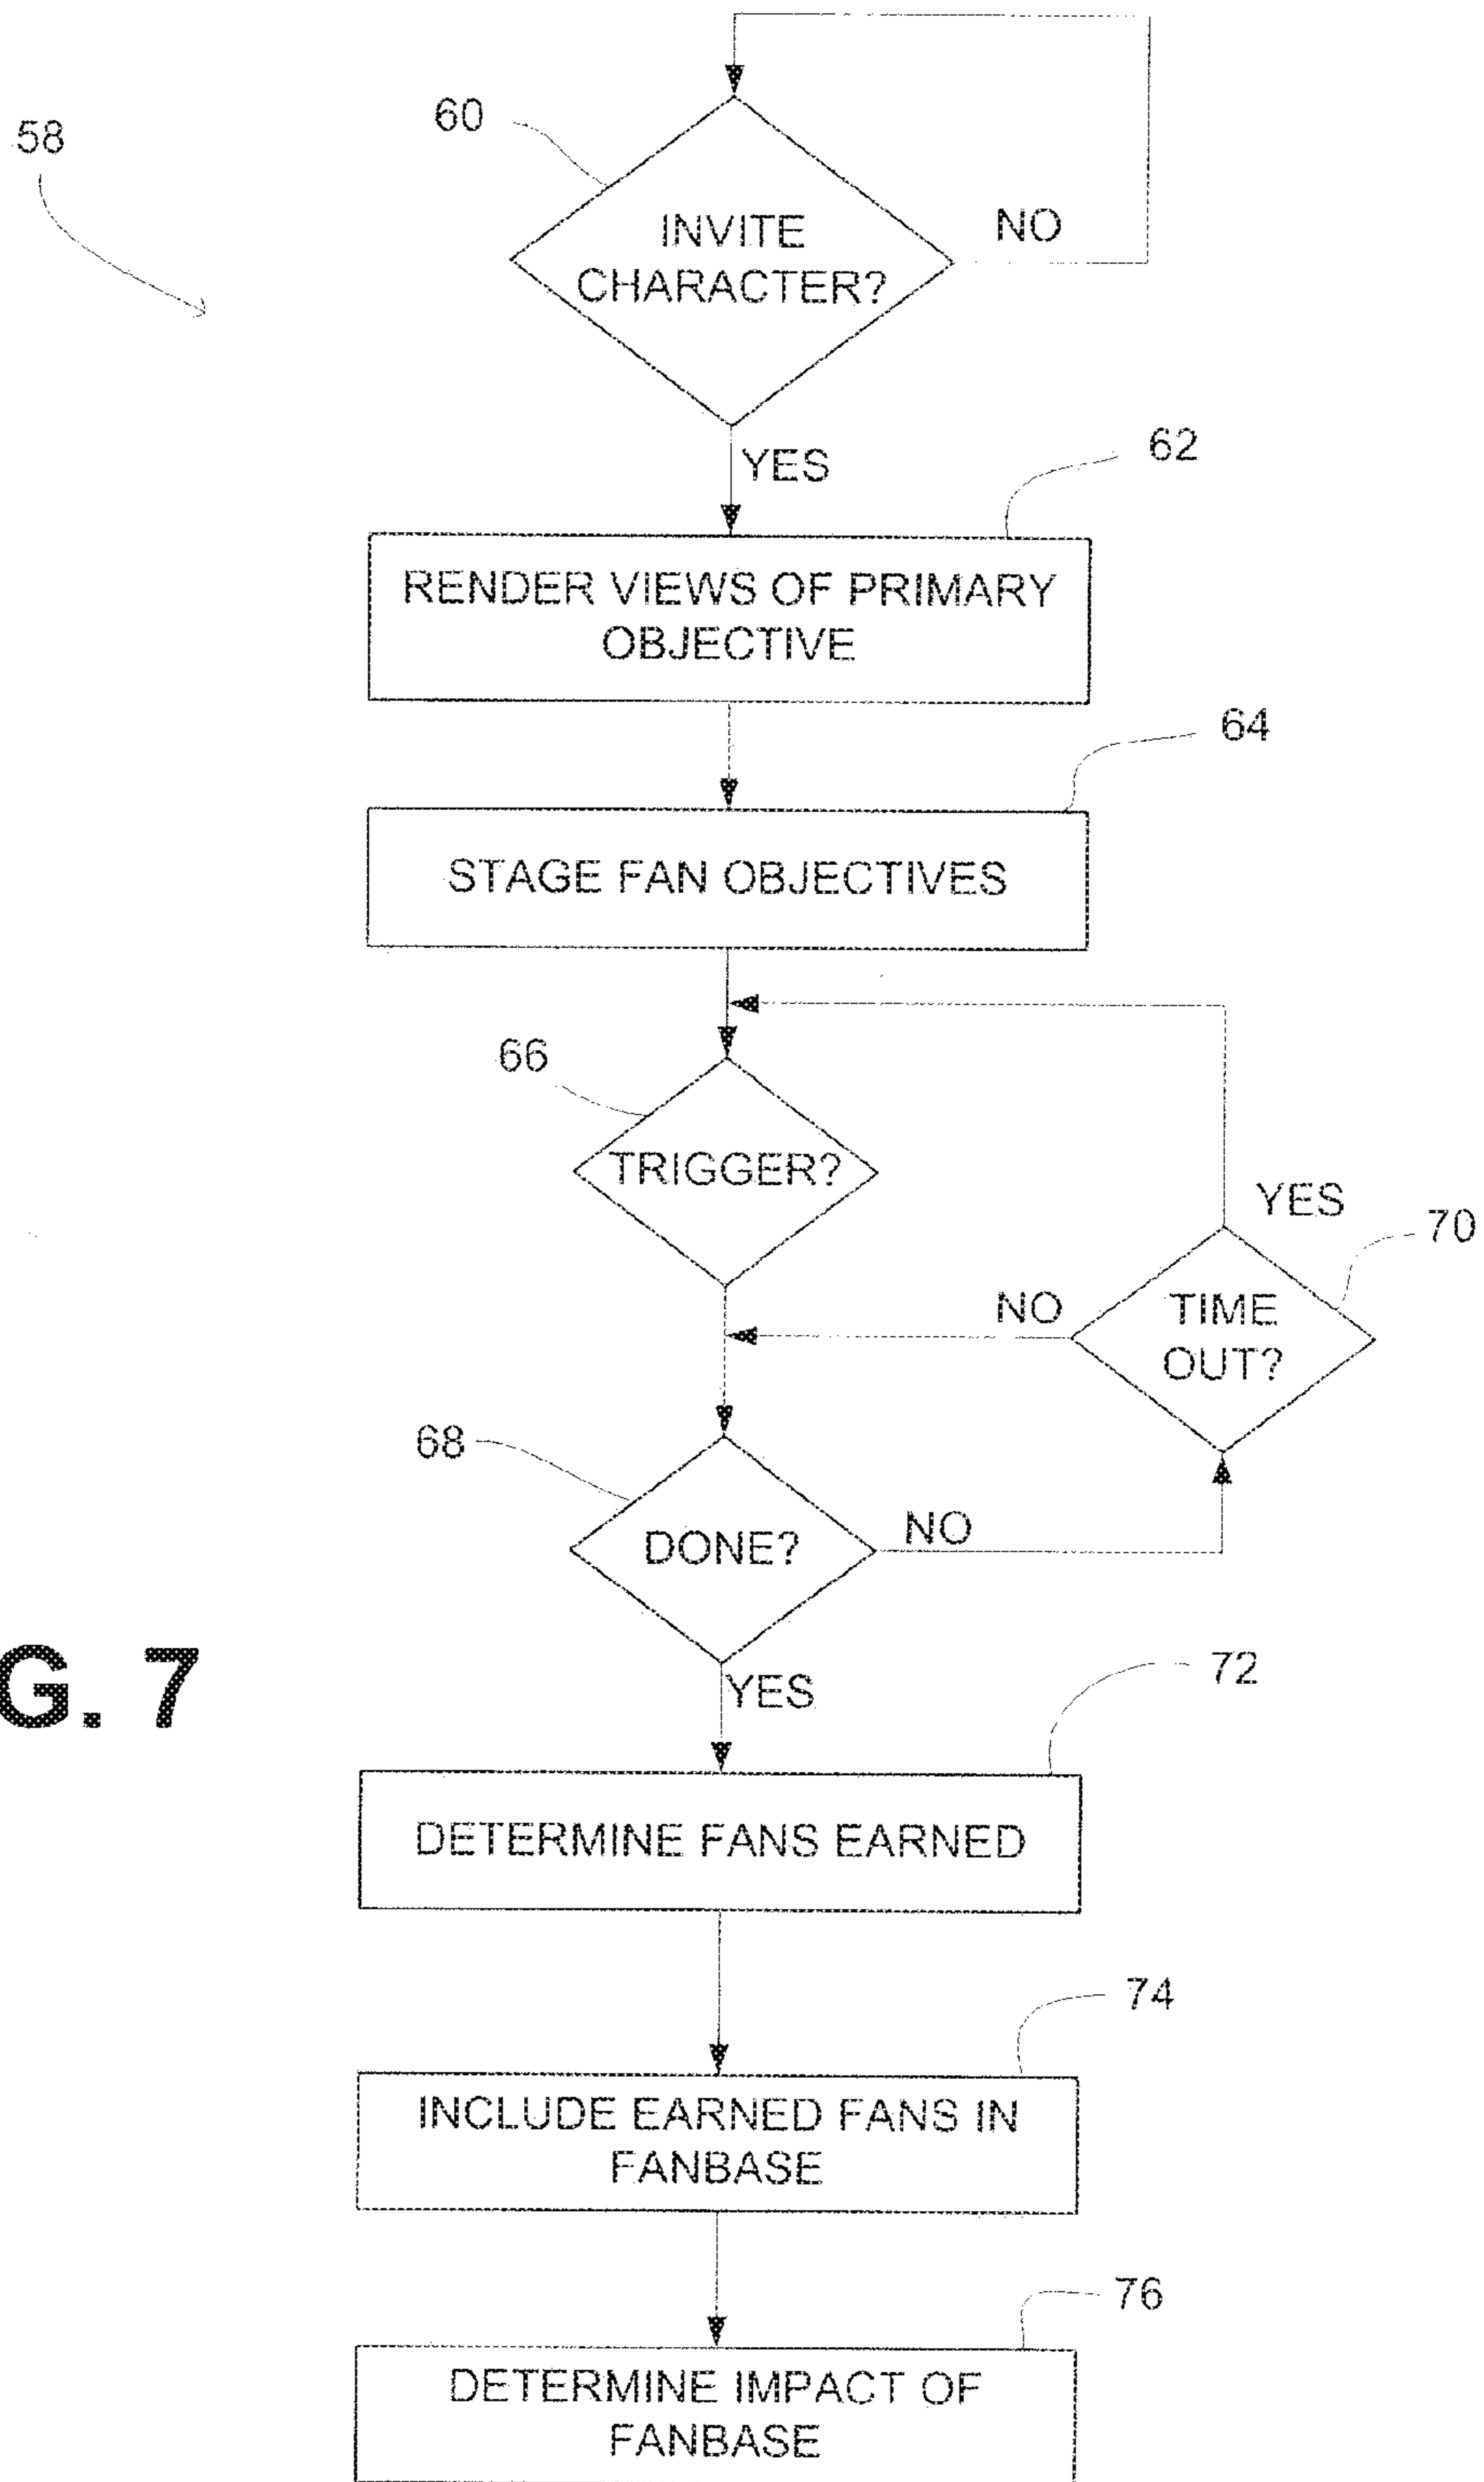 58
60
INVITE
CHARACTER?
NO
YES
62
RENDER VIEWS OF PRIMARY
OBJECTIVE
64
STAGE FAN OBJECTIVES
66
TRIGGER?
YES
70
NO
TIME
OUT?
68
DONE?
NO
YES
72
G. 7
DETERMINE FANS EARNED
74
INCLUDE EARNED FANS IN
FANBASE
76
DETERMINE IMPACT OF
FANBASE